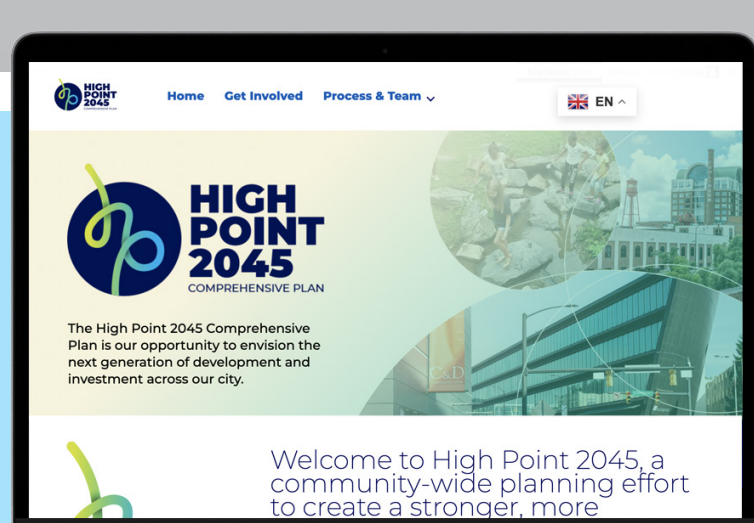 HIGH
POINT
2045
COMPREHENSIVE PLAN
Home Get Involved Process & Team
EN
HIGH
POINT
2045
COMPREHENSIVE PLAN
The High Point 2045 Comprehensive
Plan is our opportunity to envision the
next generation of development and
investment across our city.
C&D
Welcome to High Point 2045, a
community-wide planning effort
to create a stronger, more